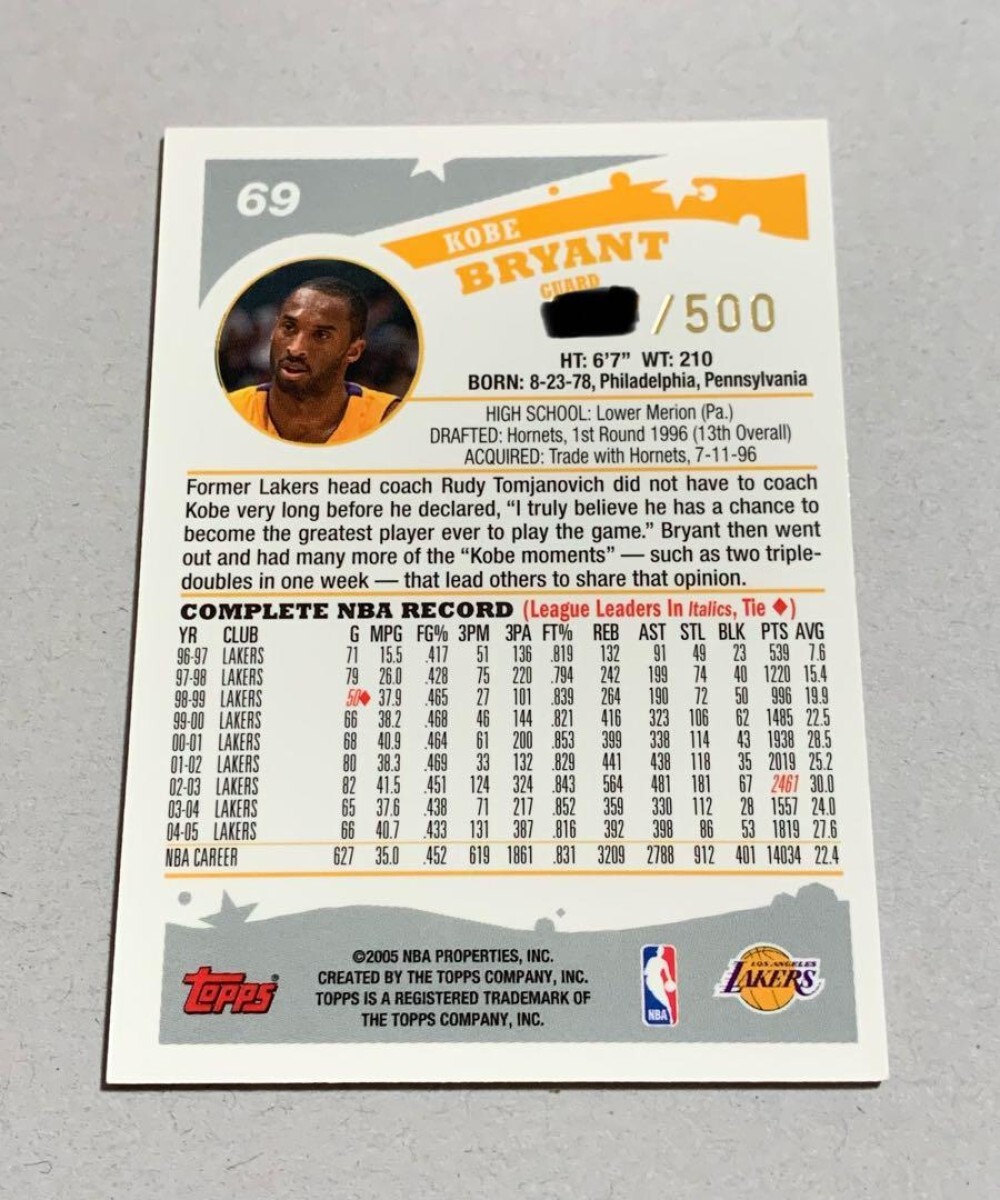 69
KOBE
BRYANT
GUARD
/500
HT: 6'7" WT: 210
BORN: 8-23-78, Philadelphia, Pennsylvania
HIGH SCHOOL: Lower Merion (Pa.)
DRAFTED: Hornets, 1st Round 1996 (13th Overall)
ACQUIRED: Trade with Hornets, 7-11-96
Former Lakers head coach Rudy Tomjanovich did not have to coach
Kobe very long before he declared, "I truly believe he has a chance to
become the greatest player ever to play the game." Bryant then went
out and had many more of the "Kobe moments" — such as two triple-
doubles in one week — that lead others to share that opinion.
COMPLETE NBA RECORD (League Leaders In Italics, Tie ♦)
YR CLUB G MPG FG% 3PM 3PA FT% REB AST STL BLK PTS AVG
96-97 LAKERS 71 15.5 .417 51 136 .819 132 91 49 23 539 7.6
97-98 LAKERS 79 26.0 .428 75 220 .794 242 199 74 40 1220 15.4
98-99 LAKERS 50♦ 37.9 .465 27 101 .839 264 190 72 50 996 19.9
99-00 LAKERS 66 38.2 .468 46 144 .821 416 323 106 62 1485 22.5
00-01 LAKERS 68 40.9 .464 61 200 .853 399 338 114 43 1938 28.5
01-02 LAKERS 80 38.3 .469 33 132 .829 441 438 118 35 2019 25.2
02-03 LAKERS 82 41.5 .451 124 324 .843 564 481 181 67 2461 30.0
03-04 LAKERS 65 37.6 .438 71 217 .852 359 330 112 28 1557 24.0
04-05 LAKERS 66 40.7 .433 131 387 .816 392 398 86 53 1819 27.6
NBA CAREER 627 35.0 .452 619 1861 .831 3209 2788 912 401 14034 22.4
©2005 NBA PROPERTIES, INC.
CREATED BY THE TOPPS COMPANY, INC.
TOPPS IS A REGISTERED TRADEMARK OF
THE TOPPS COMPANY, INC.
Topps®
NBA
LOS ANGELES
LAKERS